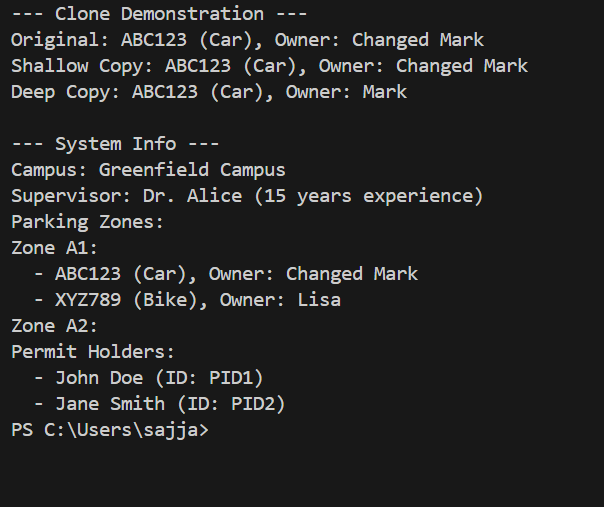 --- Clone Demonstration ---
Original: ABC123 (Car), Owner: Changed Mark
Shallow Copy: ABC123 (Car), Owner: Changed Mark
Deep Copy: ABC123 (Car), Owner: Mark

--- System Info ---
Campus: Greenfield Campus
Supervisor: Dr. Alice (15 years experience)
Parking Zones:
Zone A1:
  - ABC123 (Car), Owner: Changed Mark
  - XYZ789 (Bike), Owner: Lisa
Zone A2:
Permit Holders:
  - John Doe (ID: PID1)
  - Jane Smith (ID: PID2)
PS C:\Users\sajja>